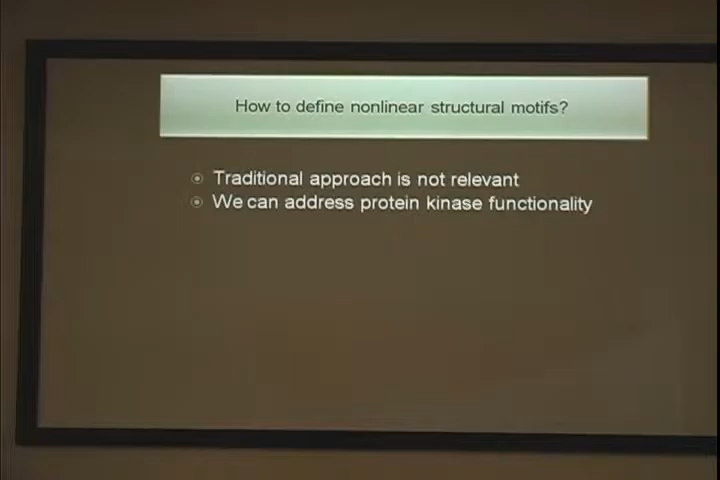 How to define nonlinear structural motifs?
Traditional approach is not relevant
We can address protein kinase functionality